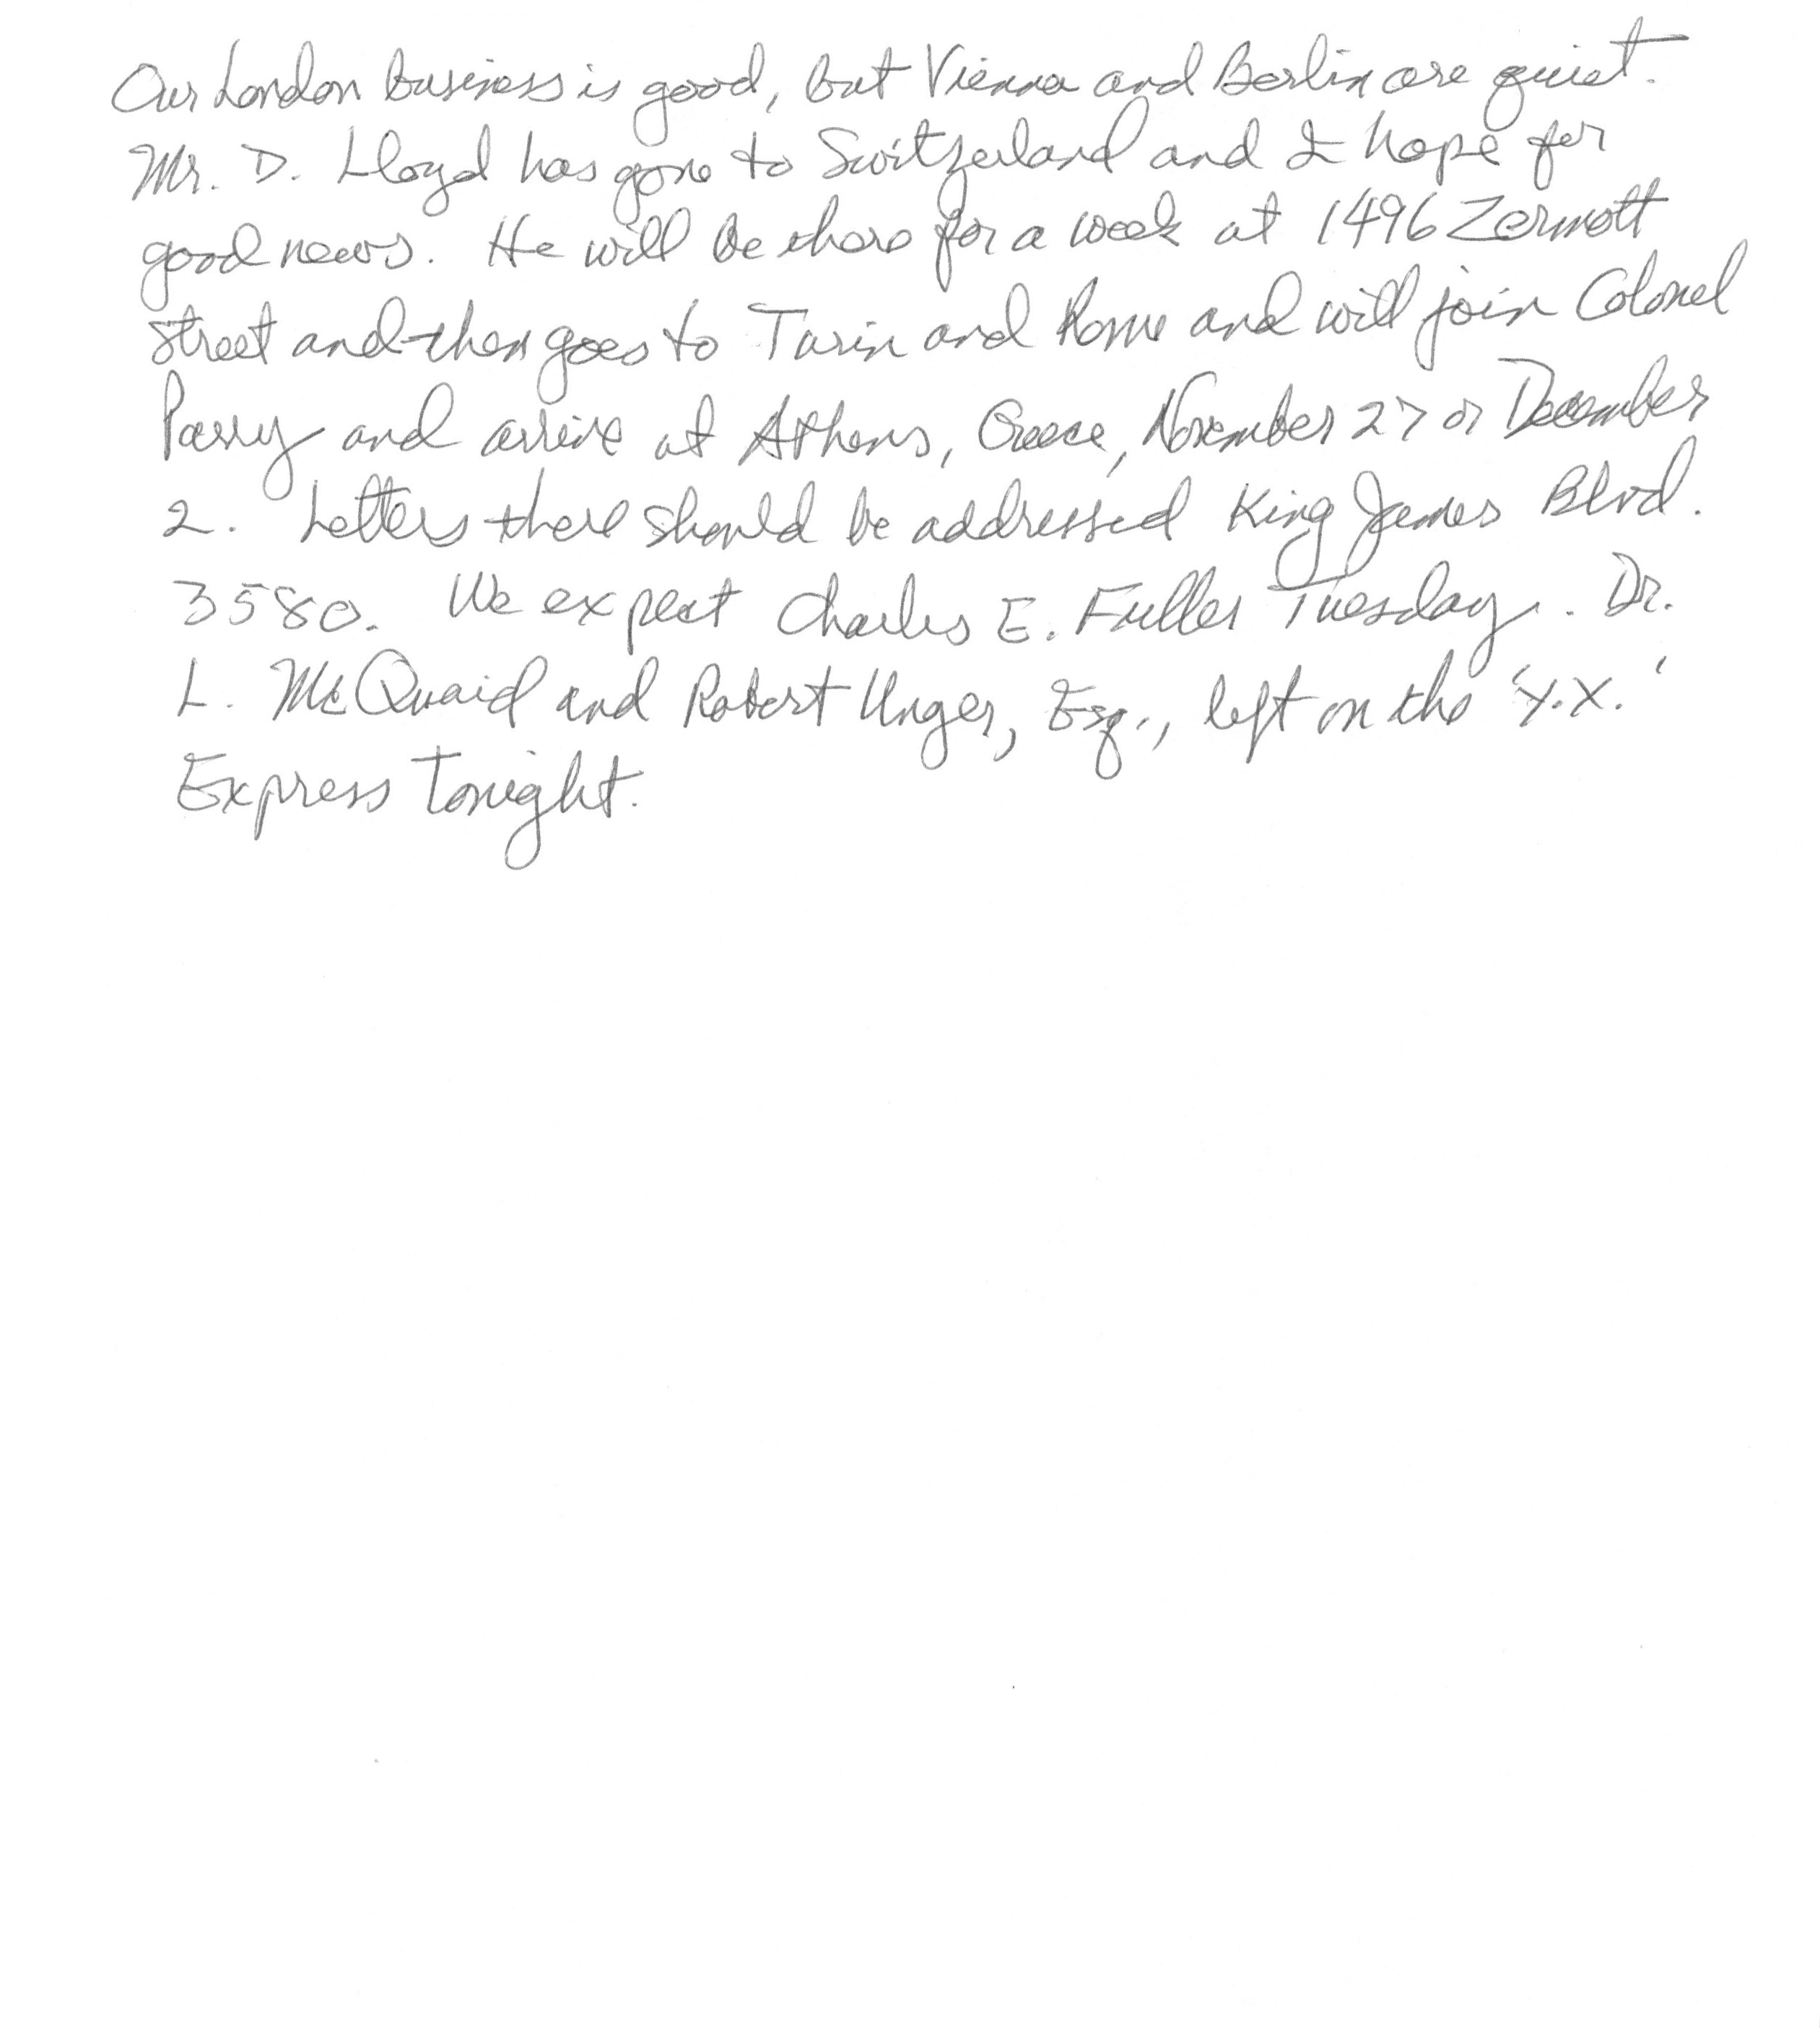 Our London business is good, but Vienna and Berlin are quiet.
Mr. D. Lloyd has gone to Switzerland and I hope for
good news. He will be there for a week at 1496 Zermott
Street and then goes to Turin and Rome and will join Colonel
Parry and arrive at Athens, Greece, November 27 or December
2. Letters there should be addressed King James Blvd.
3580. We expect Charles E. Fuller Tuesday. Dr.
L. McQuaid and Robert Unger, Esq., left on the 'Y.X.'
Express tonight.